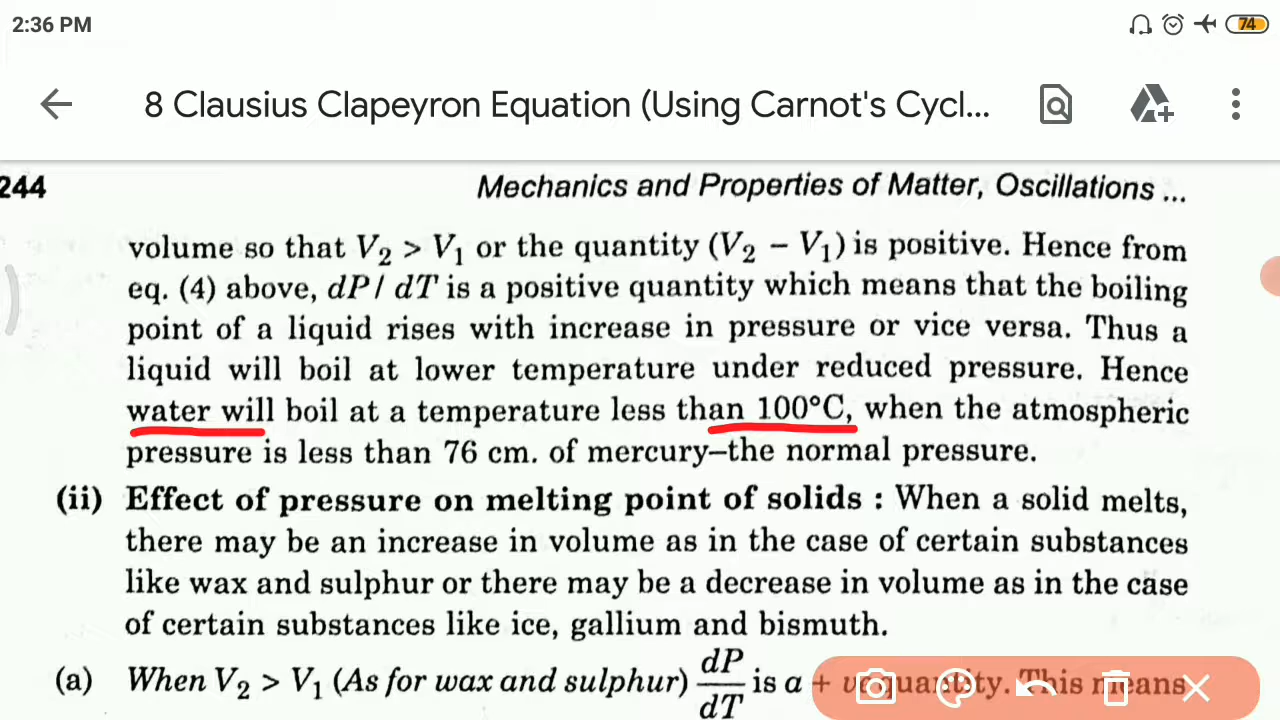 2:36 PM
74
8 Clausius Clapeyron Equation (Using Carnot's Cycl...
244
Mechanics and Properties of Matter, Oscillations ...
volume so that V₂ > V₁ or the quantity (V₂ − V₁) is positive. Hence from
eq. (4) above, dP / dT is a positive quantity which means that the boiling
point of a liquid rises with increase in pressure or vice versa. Thus a
liquid will boil at lower temperature under reduced pressure. Hence
water will boil at a temperature less than 100°C, when the atmospheric
pressure is less than 76 cm. of mercury–the normal pressure.
(ii) Effect of pressure on melting point of solids : When a solid melts,
there may be an increase in volume as in the case of certain substances
like wax and sulphur or there may be a decrease in volume as in the case
of certain substances like ice, gallium and bismuth.
(a) When V₂ > V₁ (As for wax and sulphur) dP/dT is a + ve quantity. This means